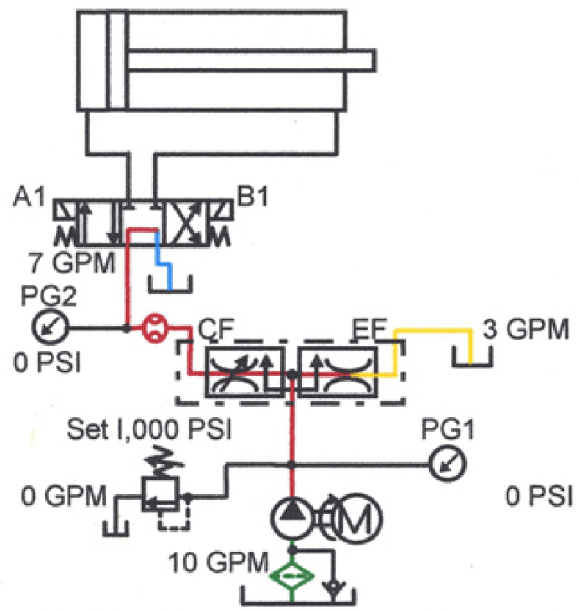 A1 B1
7 GPM
PG2
0 PSI
CF EF 3 GPM
Set I,000 PSI PG1
0 GPM 0 PSI
M
10 GPM